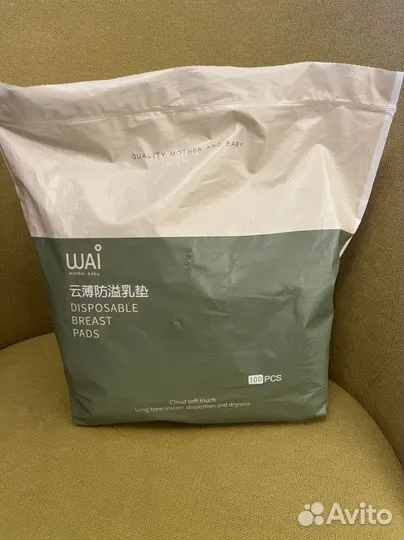 QUALITY MOTHER AND BABY
WAI
mother baby
云薄防溢乳垫
DISPOSABLE
BREAST
PADS
100 PCS
Cloud soft touch
Long-term instant absorption and dryness
Avito